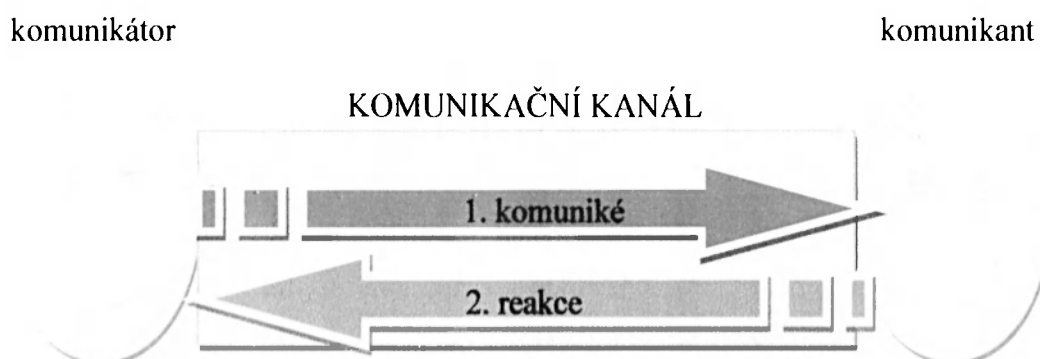 komunikátor
komunikant
KOMUNIKAČNÍ KANÁL
1. komuniké
2. reakce